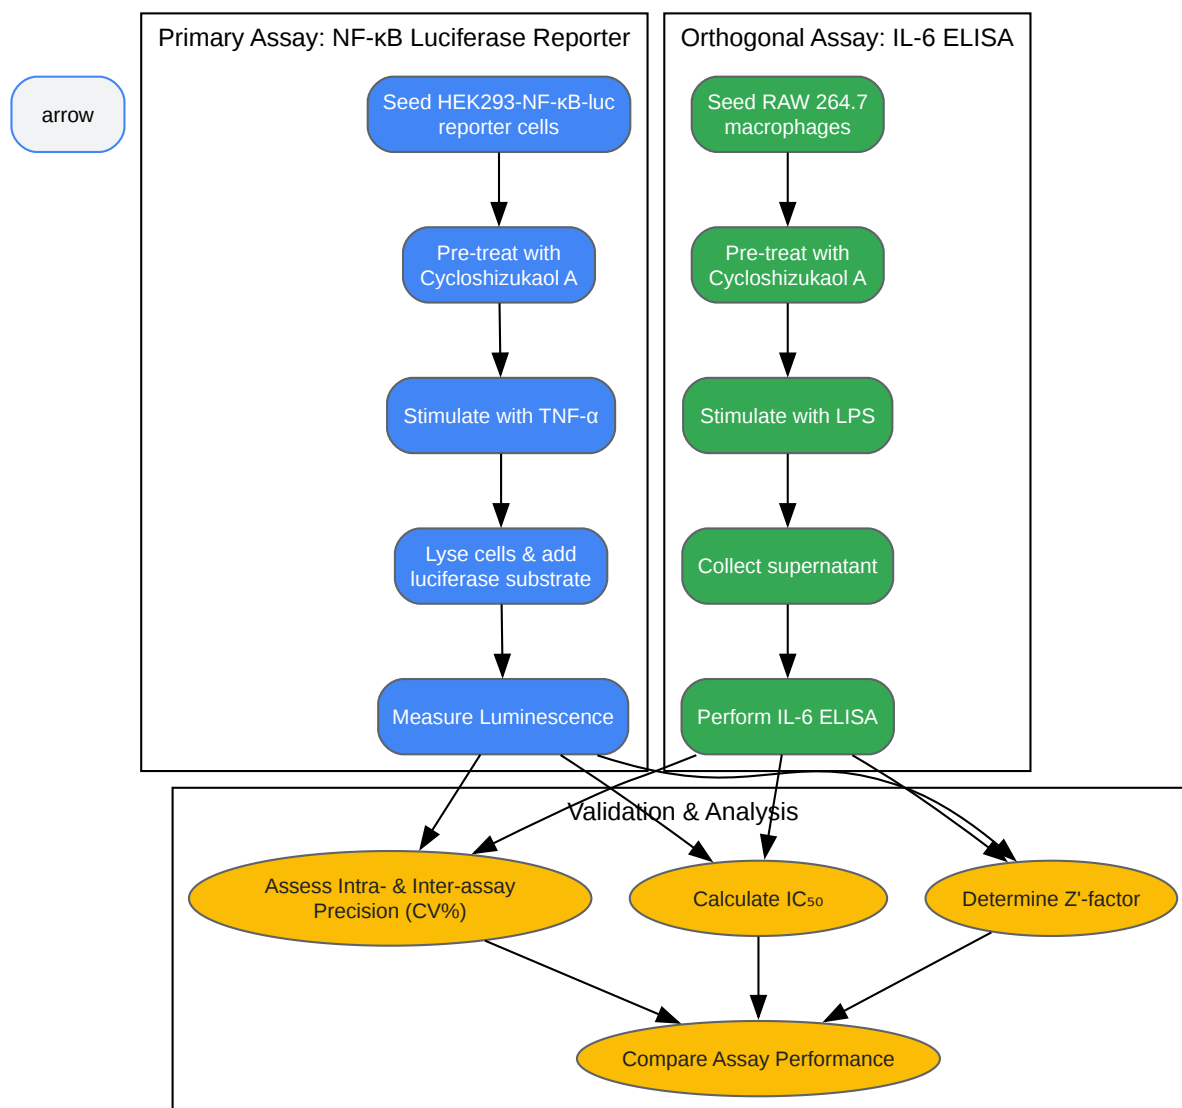 Primary Assay: NF-κB Luciferase Reporter
Orthogonal Assay: IL-6 ELISA
arrow
Seed HEK293-NF-κB-luc
reporter cells
Seed RAW 264.7
macrophages
Pre-treat with
Cycloshizukaol A
Pre-treat with
Cycloshizukaol A
Stimulate with TNF-α
Stimulate with LPS
Lyse cells & add
luciferase substrate
Collect supernatant
Measure Luminescence
Perform IL-6 ELISA
Validation & Analysis
Assess Intra- & Inter-assay
Precision (CV%)
Calculate IC₅₀
Determine Z'-factor
Compare Assay Performance